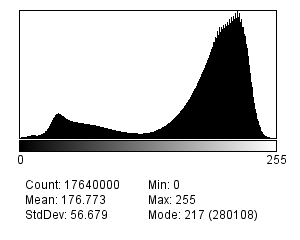 0 255
Count: 17640000 Min: 0
Mean: 176.773 Max: 255
StdDev: 56.679 Mode: 217 (280108)